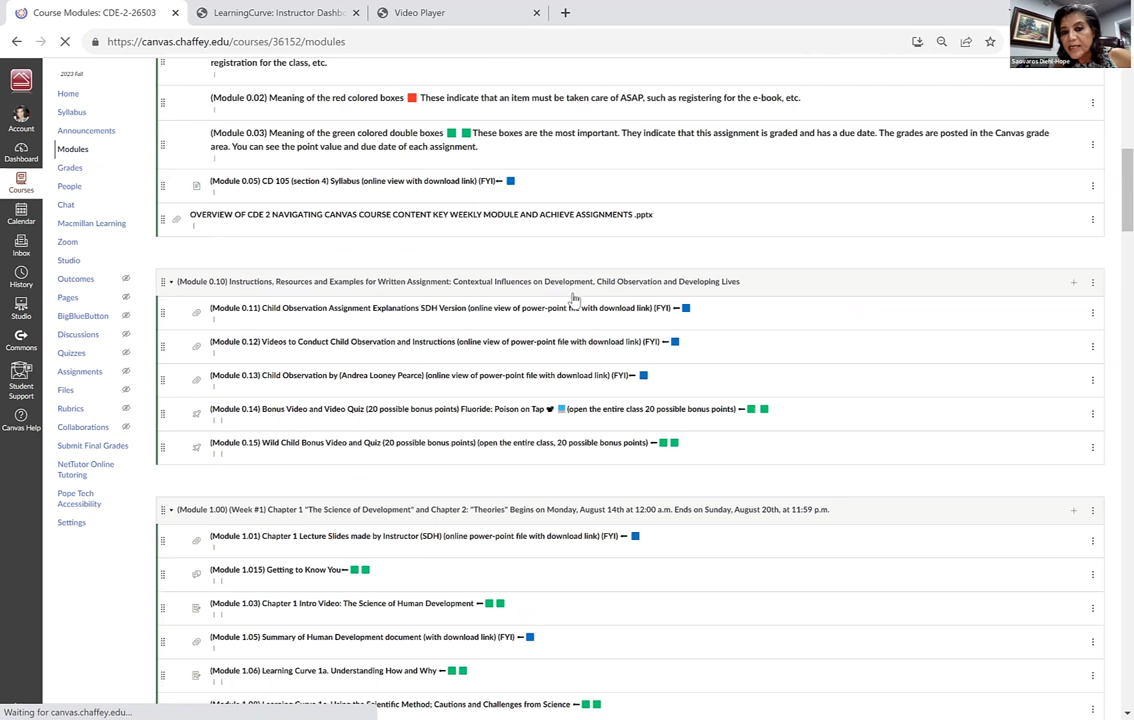 Course Modules: CDE-2-26503
LearningCurve: Instructor Dashb
Video Player
https://canvas.chaffey.edu/courses/36152/modules
Saovaros Diehl-Hope
2023 Fall
Home
Syllabus
Announcements
Modules
Grades
People
Chat
Macmillan Learning
Zoom
Studio
Outcomes
Pages
BigBlueButton
Discussions
Quizzes
Assignments
Files
Rubrics
Collaborations
Submit Final Grades
NetTutor Online
Tutoring
Pope Tech
Accessibility
Settings
Account
Dashboard
Courses
Calendar
Inbox
History
Studio
Commons
Student
Support
Canvas Help
registration for the class, etc.
(Module 0.02) Meaning of the red colored boxes 🟥 These indicate that an item must be taken care of ASAP, such as registering for the e-book, etc.
(Module 0.03) Meaning of the green colored double boxes 🟩 🟩These boxes are the most important. They indicate that this assignment is graded and has a due date. The grades are posted in the Canvas grade
area. You can see the point value and due date of each assignment.
(Module 0.05) CD 105 (section 4) Syllabus (online view with download link) (FYI)⬅ 🟦
OVERVIEW OF CDE 2 NAVIGATING CANVAS COURSE CONTENT KEY WEEKLY MODULE AND ACHIEVE ASSIGNMENTS .pptx
(Module 0.10) Instructions, Resources and Examples for Written Assignment: Contextual Influences on Development, Child Observation and Developing Lives
(Module 0.11) Child Observation Assignment Explanations SDH Version (online view of power-point file with download link) (FYI) ⬅🟦
(Module 0.12) Videos to Conduct Child Observation and Instructions (online view of power-point file with download link) (FYI) ⬅🟦
(Module 0.13) Child Observation by (Andrea Looney Pearce) (online view of power-point file with download link) (FYI)⬅ 🟦
(Module 0.14) Bonus Video and Video Quiz (20 possible bonus points) Fluoride: Poison on Tap (open the entire class 20 possible bonus points) ⬅🟩 🟩
(Module 0.15) Wild Child Bonus Video and Quiz (20 possible bonus points) (open the entire class, 20 possible bonus points) ⬅🟩 🟩
(Module 1.00) (Week #1) Chapter 1 "The Science of Development" and Chapter 2: "Theories" Begins on Monday, August 14th at 12:00 a.m. Ends on Sunday, August 20th, at 11:59 p.m.
(Module 1.01) Chapter 1 Lecture Slides made by Instructor (SDH) (online power-point file with download link) (FYI) ⬅ 🟦
(Module 1.015) Getting to Know You⬅ 🟩 🟩
(Module 1.03) Chapter 1 Intro Video: The Science of Human Development ⬅🟩 🟩
(Module 1.05) Summary of Human Development document (with download link) (FYI) ⬅🟦
(Module 1.06) Learning Curve 1a. Understanding How and Why ⬅🟩 🟩
Learning Curve 1a. Using the Scientific Method; Cautions and Challenges from Science ⬅🟩 🟩
Waiting for canvas.chaffey.edu...